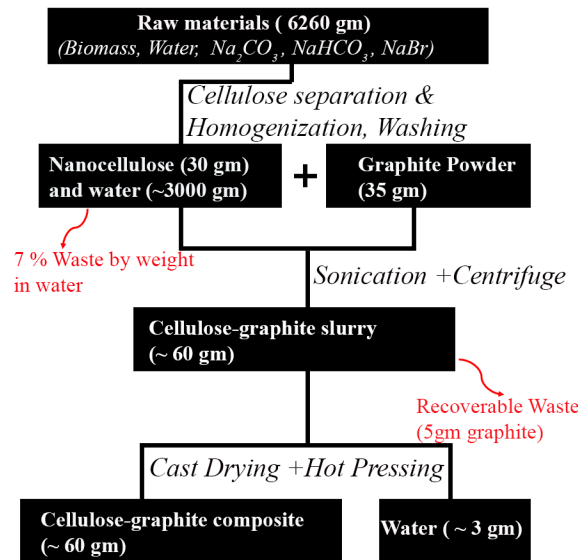 Raw materials ( 6260 gm)
(Biomass, Water, Na₂CO₃, NaHCO₃, NaBr)
Cellulose separation &
Homogenization, Washing
Nanocellulose (30 gm)
and water (~3000 gm)
+
Graphite Powder
(35 gm)
7 % Waste by weight
in water
Sonication +Centrifuge
Cellulose-graphite slurry
(~ 60 gm)
Recoverable Waste
(5gm graphite)
Cast Drying +Hot Pressing
Cellulose-graphite composite
(~ 60 gm)
Water ( ~ 3 gm)